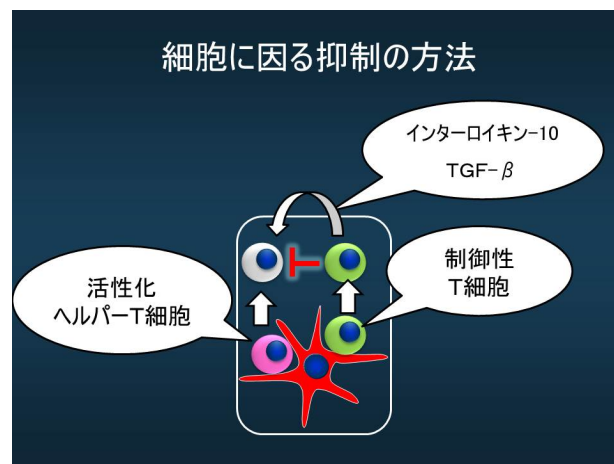 細胞に因る抑制の方法
インターロイキン-10
TGF-β
制御性
T細胞
活性化
ヘルパーT細胞